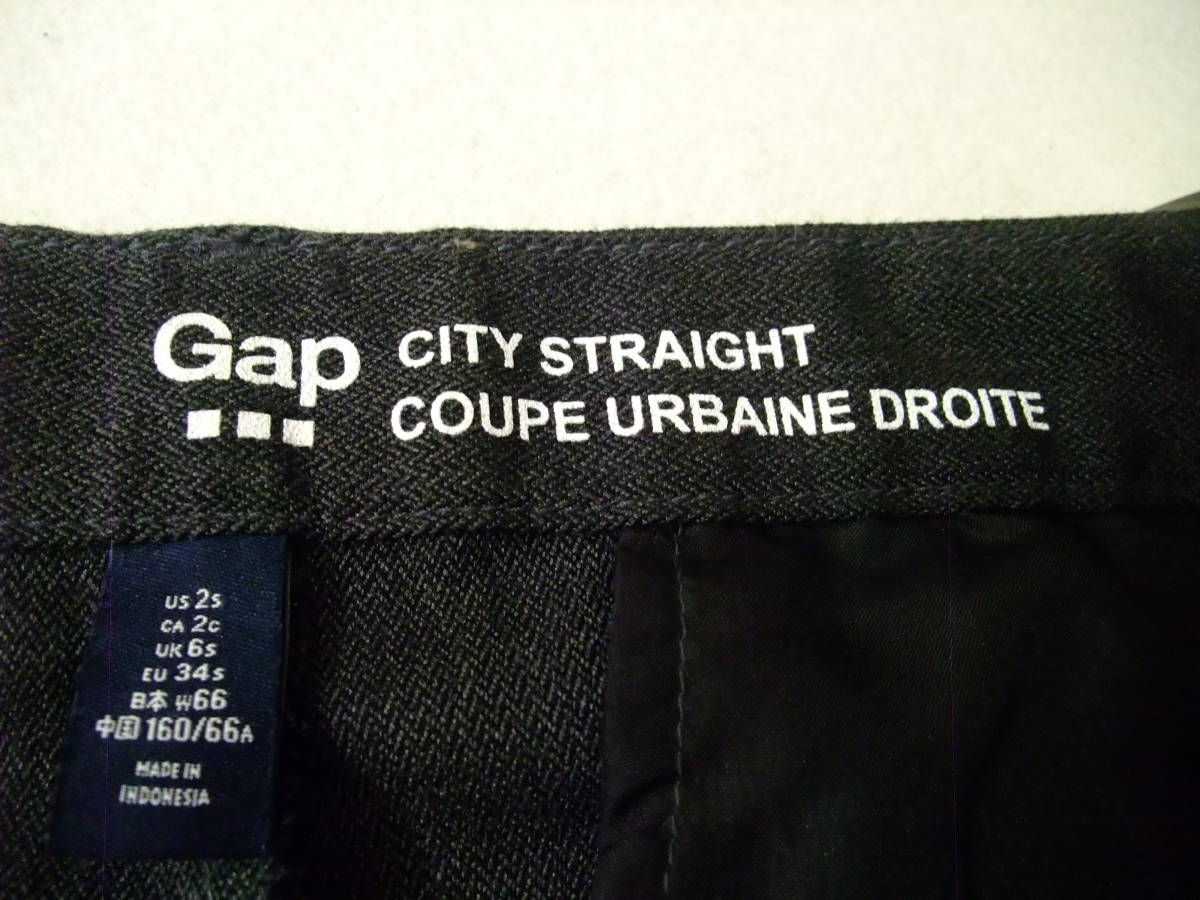 Gap
CITY STRAIGHT
COUPE URBAINE DROITE
US 2S
CA 2C
UK 6S
EU 34S
日本 W66
中国 160/66A
MADE IN
INDONESIA